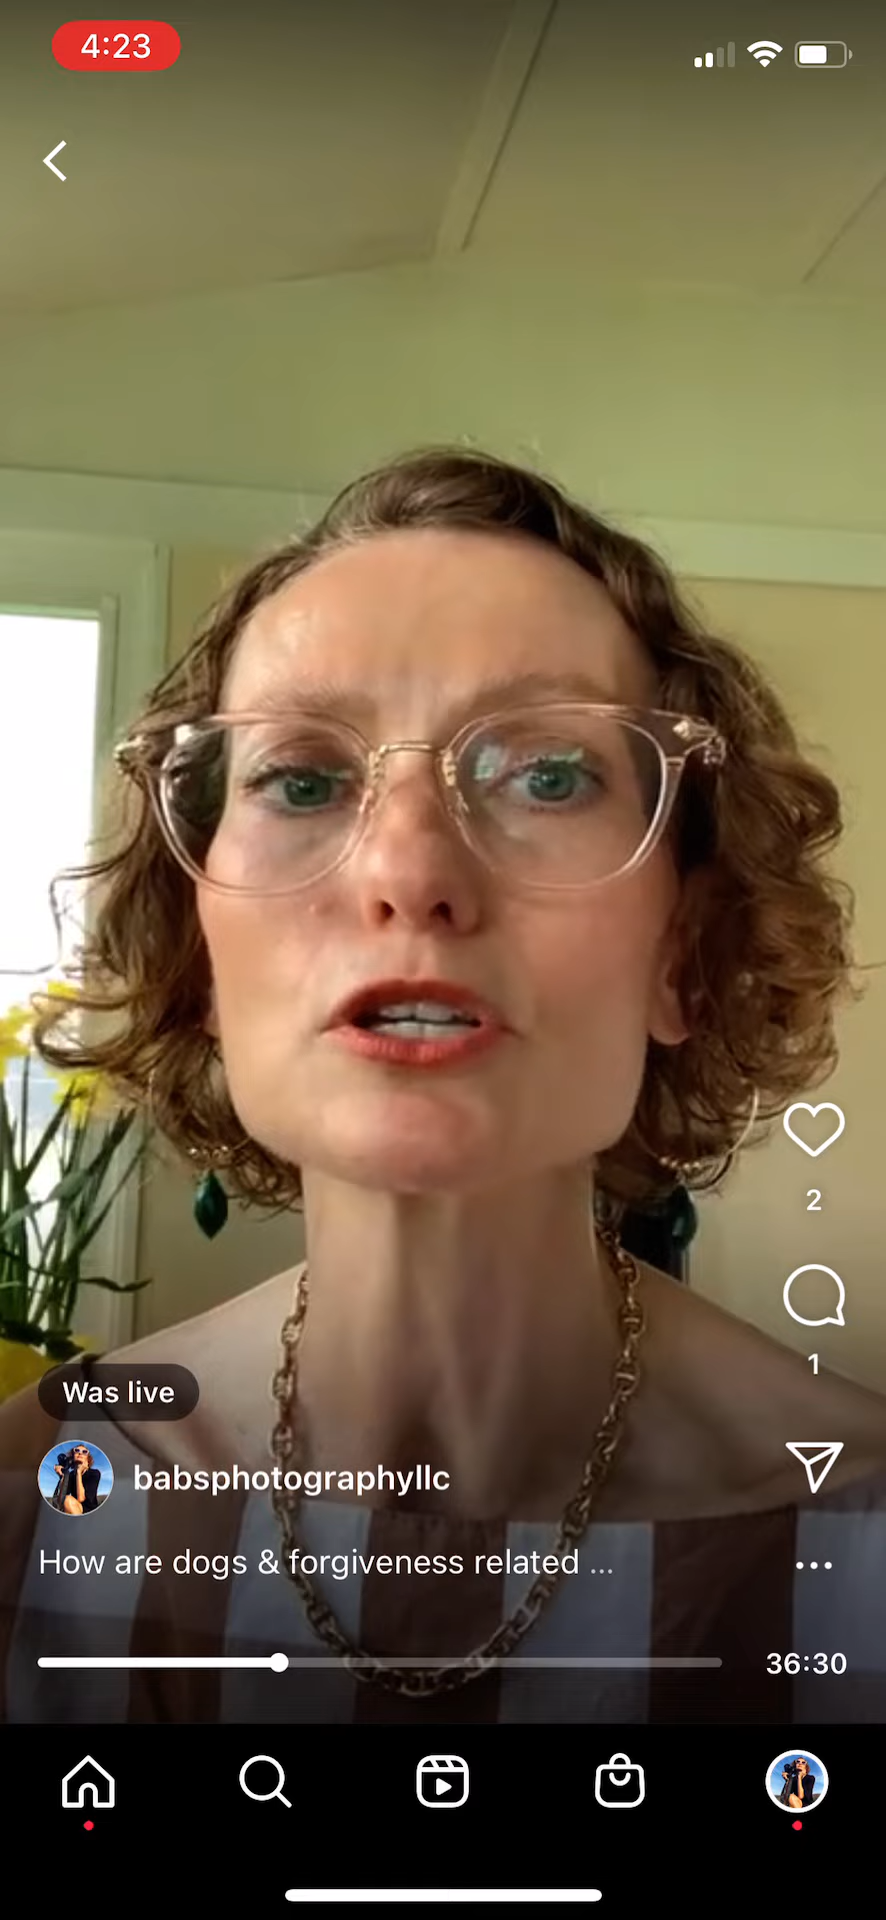 4:23
2
1
Was live
babsphotographyllc
How are dogs & forgiveness related ...
36:30